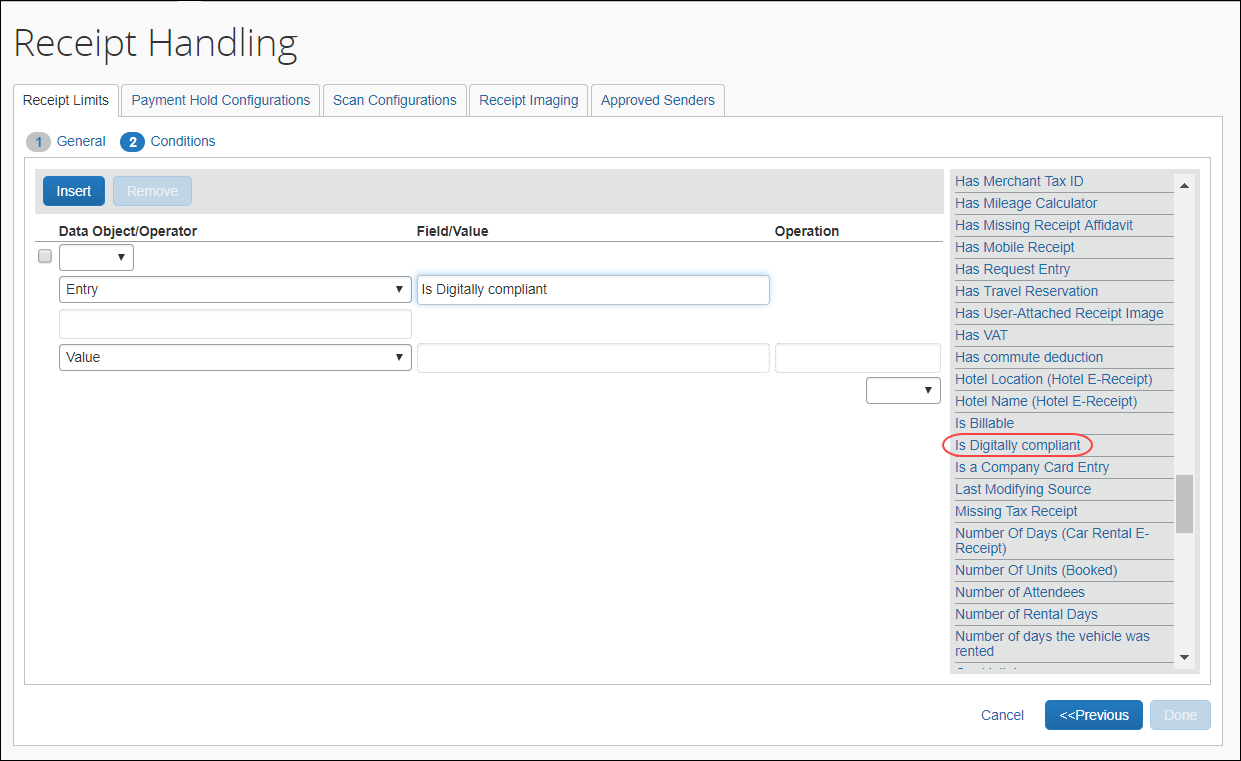 Receipt Handling
Receipt Limits
Payment Hold Configurations
Scan Configurations
Receipt Imaging
Approved Senders
1 General
2 Conditions
Insert
Remove
Data Object/Operator
Field/Value
Operation
Entry
Is Digitally compliant
Value
Has Merchant Tax ID
Has Mileage Calculator
Has Missing Receipt Affidavit
Has Mobile Receipt
Has Request Entry
Has Travel Reservation
Has User-Attached Receipt Image
Has VAT
Has commute deduction
Hotel Location (Hotel E-Receipt)
Hotel Name (Hotel E-Receipt)
Is Billable
Is Digitally compliant
Is a Company Card Entry
Last Modifying Source
Missing Tax Receipt
Number Of Days (Car Rental E-
Receipt)
Number Of Units (Booked)
Number of Attendees
Number of Rental Days
Number of days the vehicle was
rented
Cancel
<<Previous
Done